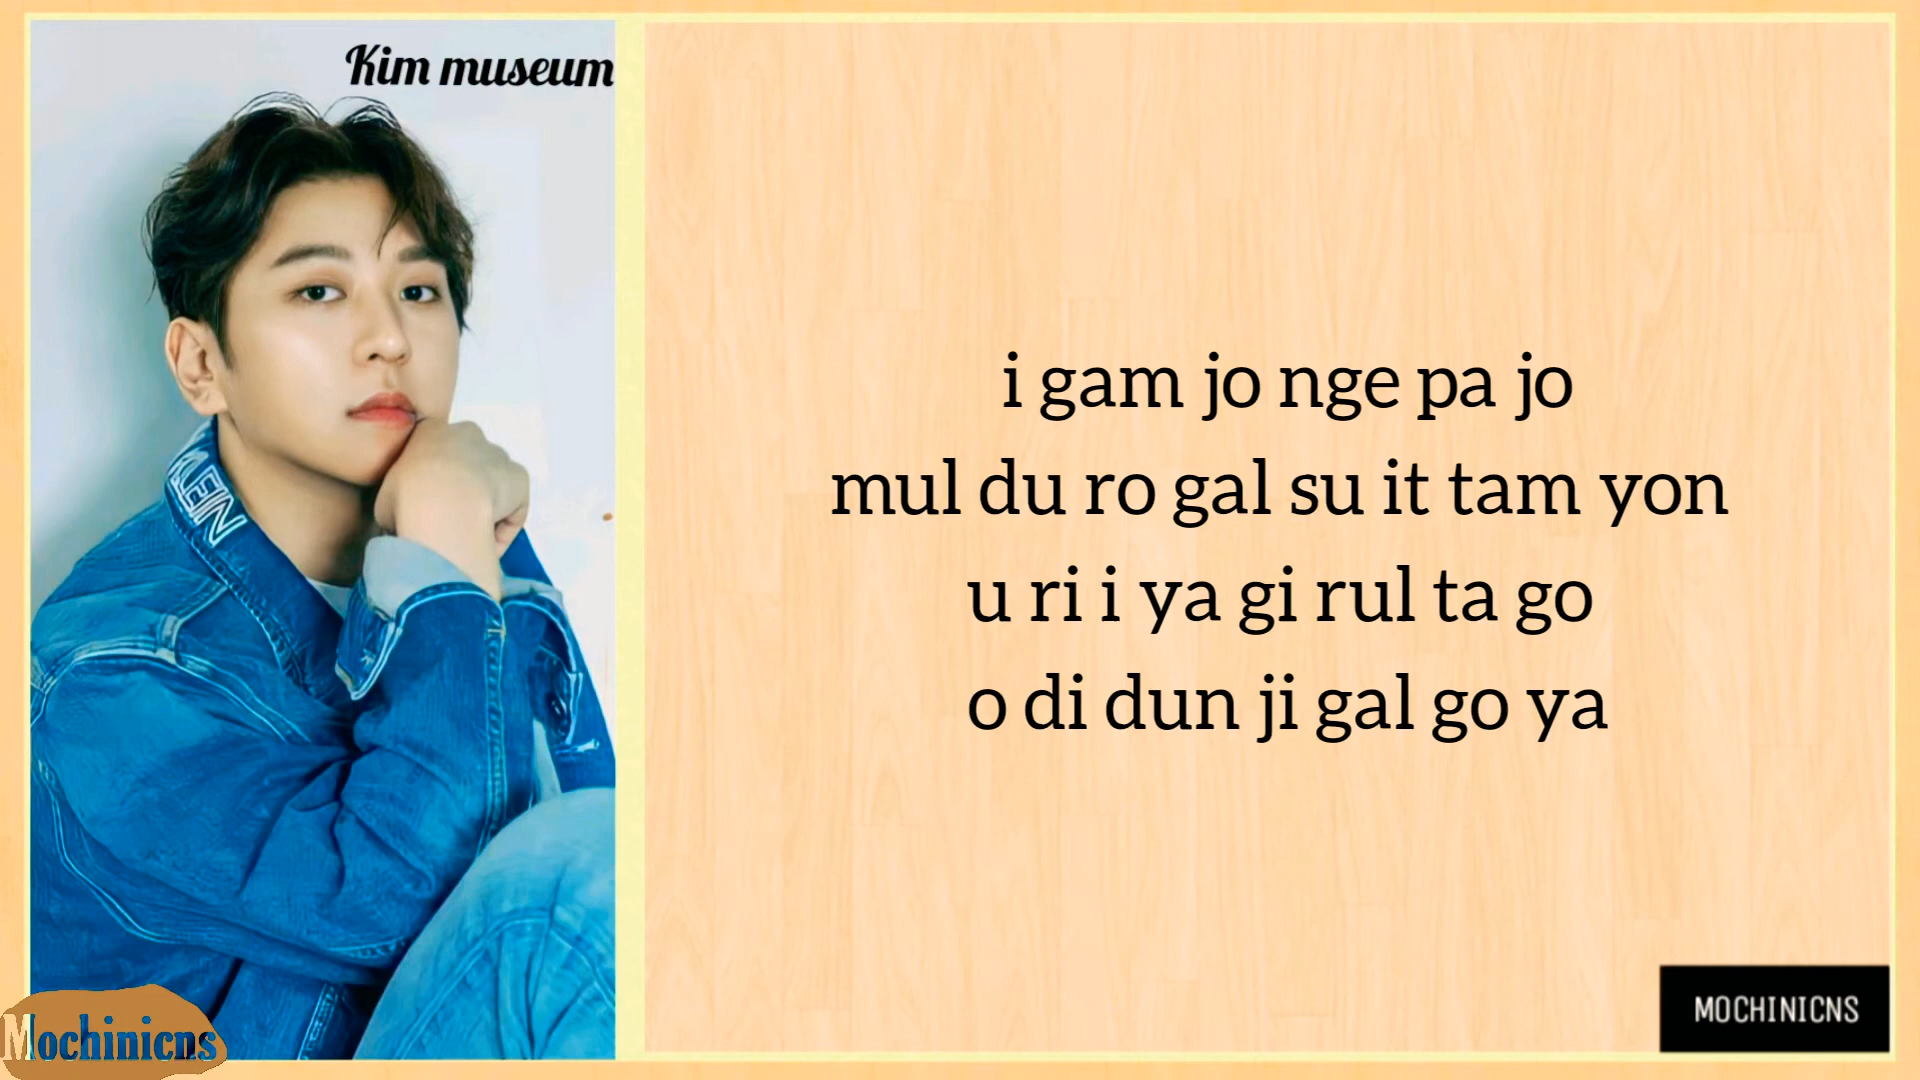 Kim museum
KLEIN
i gam jo nge pa jo
mul du ro gal su it tam yon
u ri i ya gi rul ta go
o di dun ji gal go ya
Mochinicns
MOCHINICNS